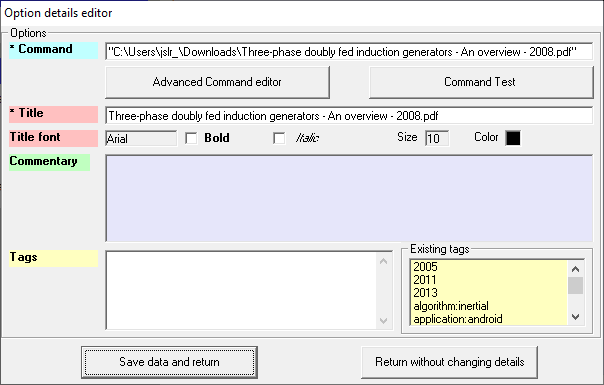 Option details editor
Options
* Command
"C:\Users\jslr_\Downloads\Three-phase doubly fed induction generators - An overview - 2008.pdf"
Advanced Command editor
Command Test
* Title
Three-phase doubly fed induction generators - An overview - 2008.pdf
Title font
Arial
Bold
Italic
Size
10
Color
Commentary
Tags
Existing tags
2005
2011
2013
algorithm:inertial
application:android
Save data and return
Return without changing details